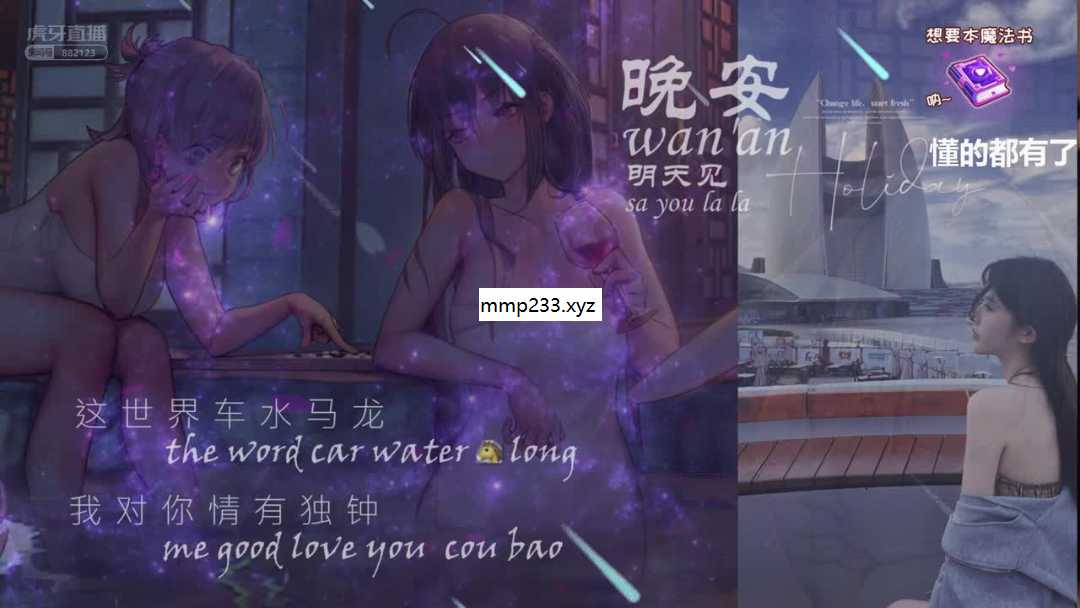 虎牙直播
882123
想要本魔法书
呐~
晚安
wan'an
明天见
sa you la la
"Change life, start fresh"
Holiday
懂的都有了
mmp233.xyz
这世界车水马龙
the word car water long
我对你情有独钟
me good love you cou bao